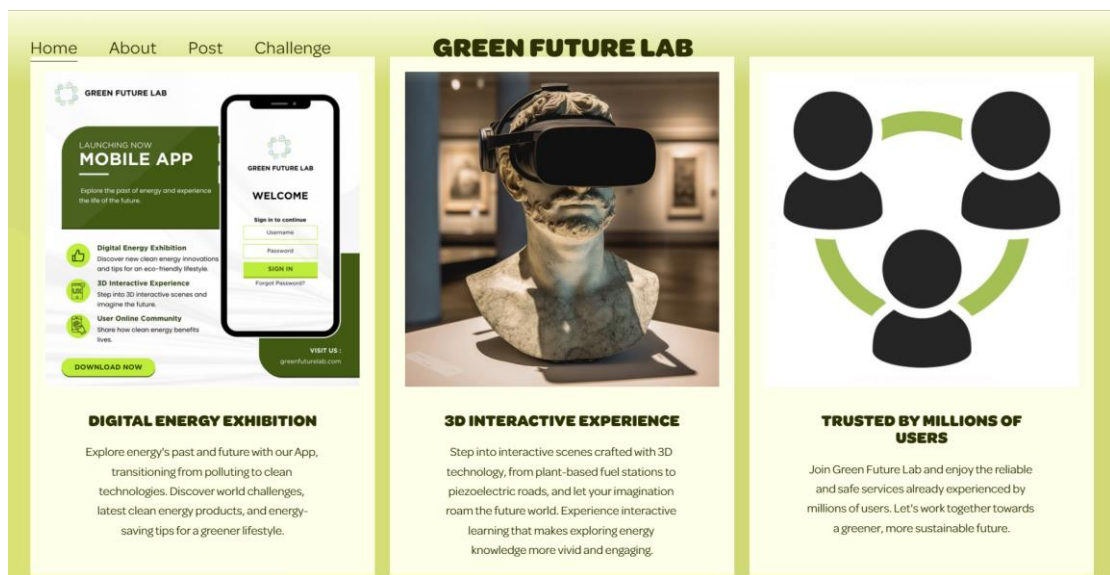 Home About Post Challenge
GREEN FUTURE LAB
GREEN FUTURE LAB
LAUNCHING NOW
MOBILE APP
Explore the past of energy and experience
the life of the future.
Digital Energy Exhibition
Discover new clean energy innovations
and tips for an eco-friendly lifestyle.
3D Interactive Experience
Step into 3D interactive scenes and
imagine the future.
User Online Community
Share how clean energy benefits
lives.
DOWNLOAD NOW
GREEN FUTURE LAB
WELCOME
Sign in to continue
Username
Password
SIGN IN
Forgot Password?
VISIT US :
greenfuturelab.com
DIGITAL ENERGY EXHIBITION
Explore energy's past and future with our App,
transitioning from polluting to clean
technologies. Discover world challenges,
latest clean energy products, and energy-
saving tips for a greener lifestyle.
3D INTERACTIVE EXPERIENCE
Step into interactive scenes crafted with 3D
technology, from plant-based fuel stations to
piezoelectric roads, and let your imagination
roam the future world. Experience interactive
learning that makes exploring energy
knowledge more vivid and engaging.
TRUSTED BY MILLIONS OF
USERS
Join Green Future Lab and enjoy the reliable
and safe services already experienced by
millions of users. Let's work together towards
a greener, more sustainable future.